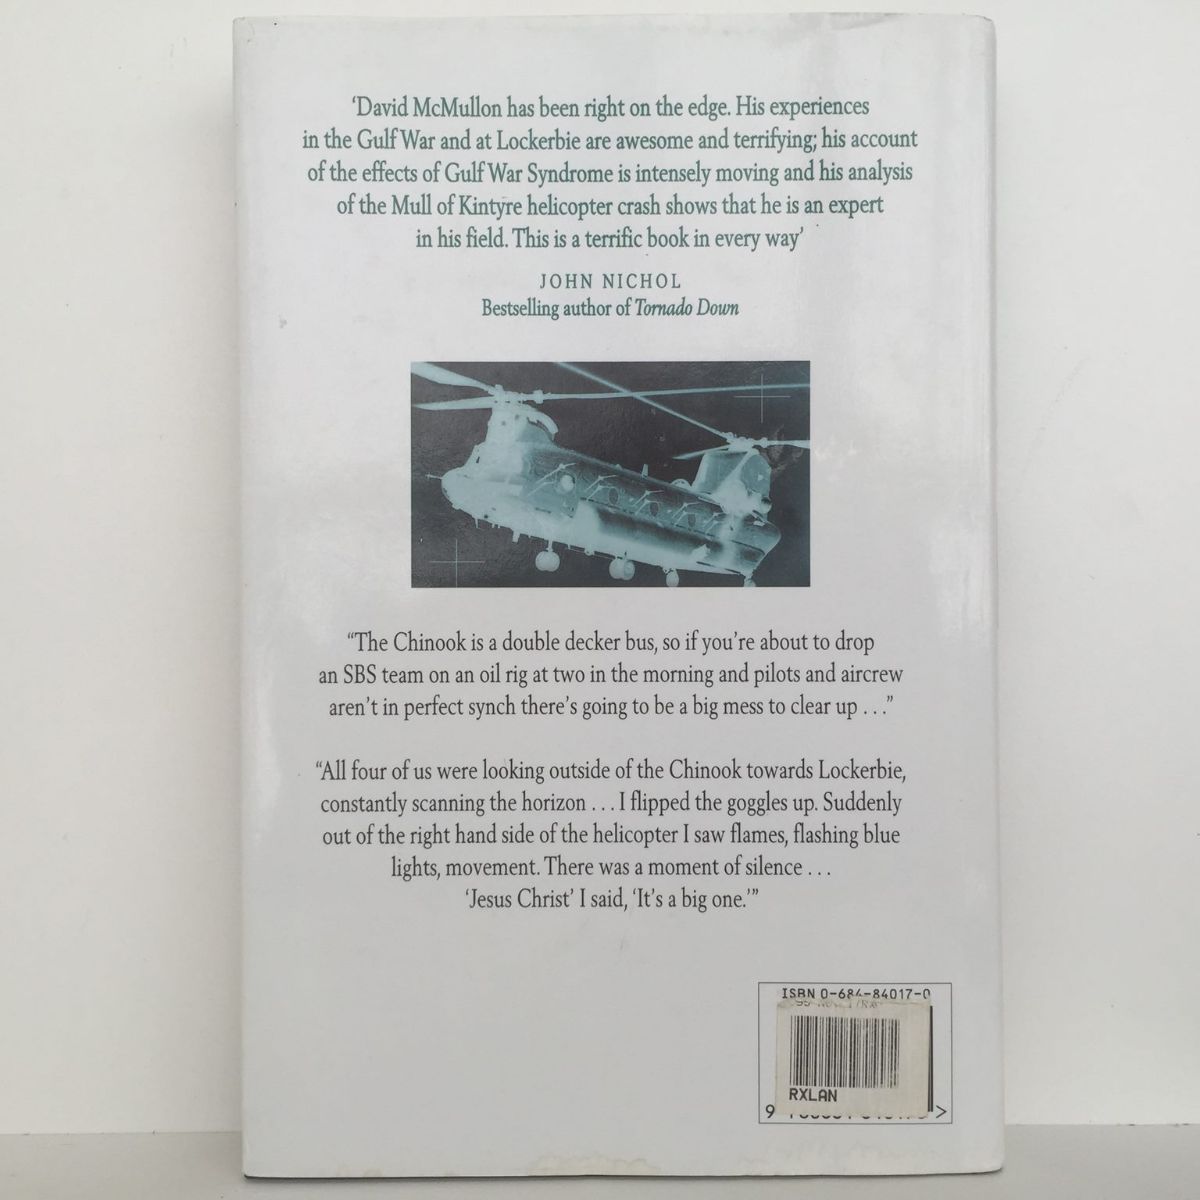 ‘David McMullon has been right on the edge. His experiences
in the Gulf War and at Lockerbie are awesome and terrifying; his account
of the effects of Gulf War Syndrome is intensely moving and his analysis
of the Mull of Kintyre helicopter crash shows that he is an expert
in his field. This is a terrific book in every way’
JOHN NICHOL
Bestselling author of Tornado Down
“The Chinook is a double decker bus, so if you’re about to drop
an SBS team on an oil rig at two in the morning and pilots and aircrew
aren’t in perfect synch there’s going to be a big mess to clear up . . .”
“All four of us were looking outside of the Chinook towards Lockerbie,
constantly scanning the horizon . . . I flipped the goggles up. Suddenly
out of the right hand side of the helicopter I saw flames, flashing blue
lights, movement. There was a moment of silence . . .
‘Jesus Christ’ I said, ‘It’s a big one.’”
ISBN 0-684-84017-0
RXLAN
9 >